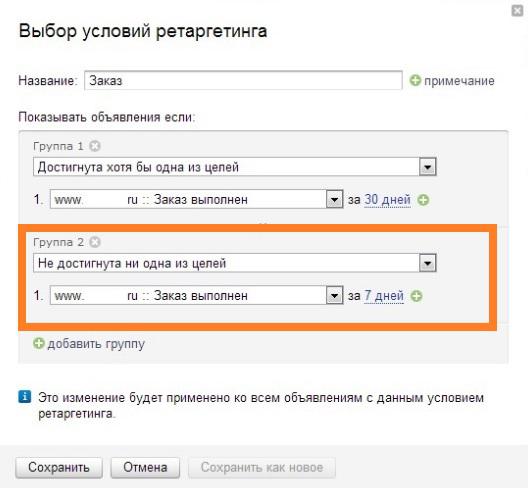 Выбор условий ретаргетинга
Название: Заказ примечание
Показывать объявления если:
Группа 1
Достигнута хотя бы одна из целей
1. www. ru :: Заказ выполнен за 30 дней
Группа 2
Не достигнута ни одна из целей
1. www. ru :: Заказ выполнен за 7 дней
добавить группу
Это изменение будет применено ко всем объявлениям с данным условием
ретаргетинга.
Сохранить Отмена Сохранить как новое